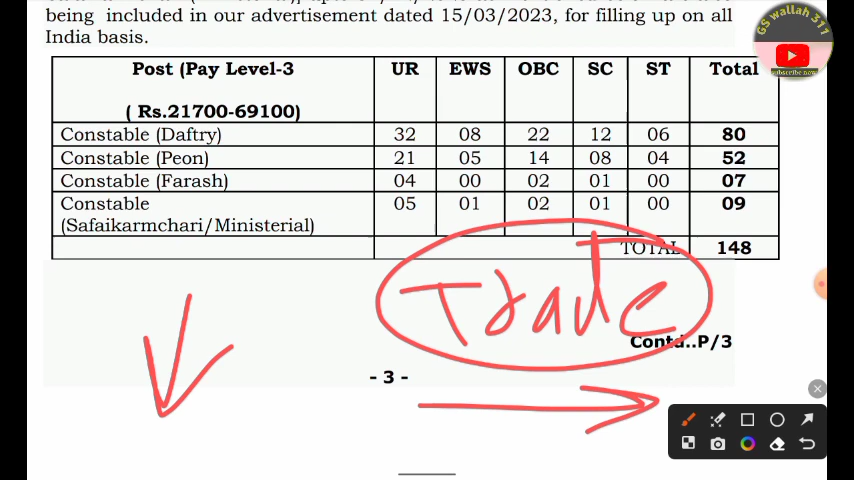 being included in our advertisement dated 15/03/2023, for filling up on all
India basis.
Post (Pay Level-3 UR EWS OBC SC ST Total
( Rs.21700-69100)
Constable (Daftry) 32 08 22 12 06 80
Constable (Peon) 21 05 14 08 04 52
Constable (Farash) 04 00 02 01 00 07
Constable 05 01 02 01 00 09
(Safaikarmchari/Ministerial)
TOTAL 148
Trade
Contd..P/3
- 3 -
GS wallah 311
subscribe now